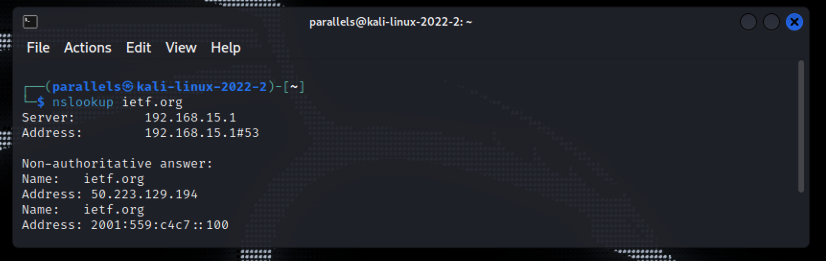 parallels@kali-linux-2022-2: ~
File Actions Edit View Help
┌──(parallels㉿kali-linux-2022-2)-[~]
└─$ nslookup ietf.org
Server: 192.168.15.1
Address: 192.168.15.1#53
Non-authoritative answer:
Name: ietf.org
Address: 50.223.129.194
Name: ietf.org
Address: 2001:559:c4c7::100